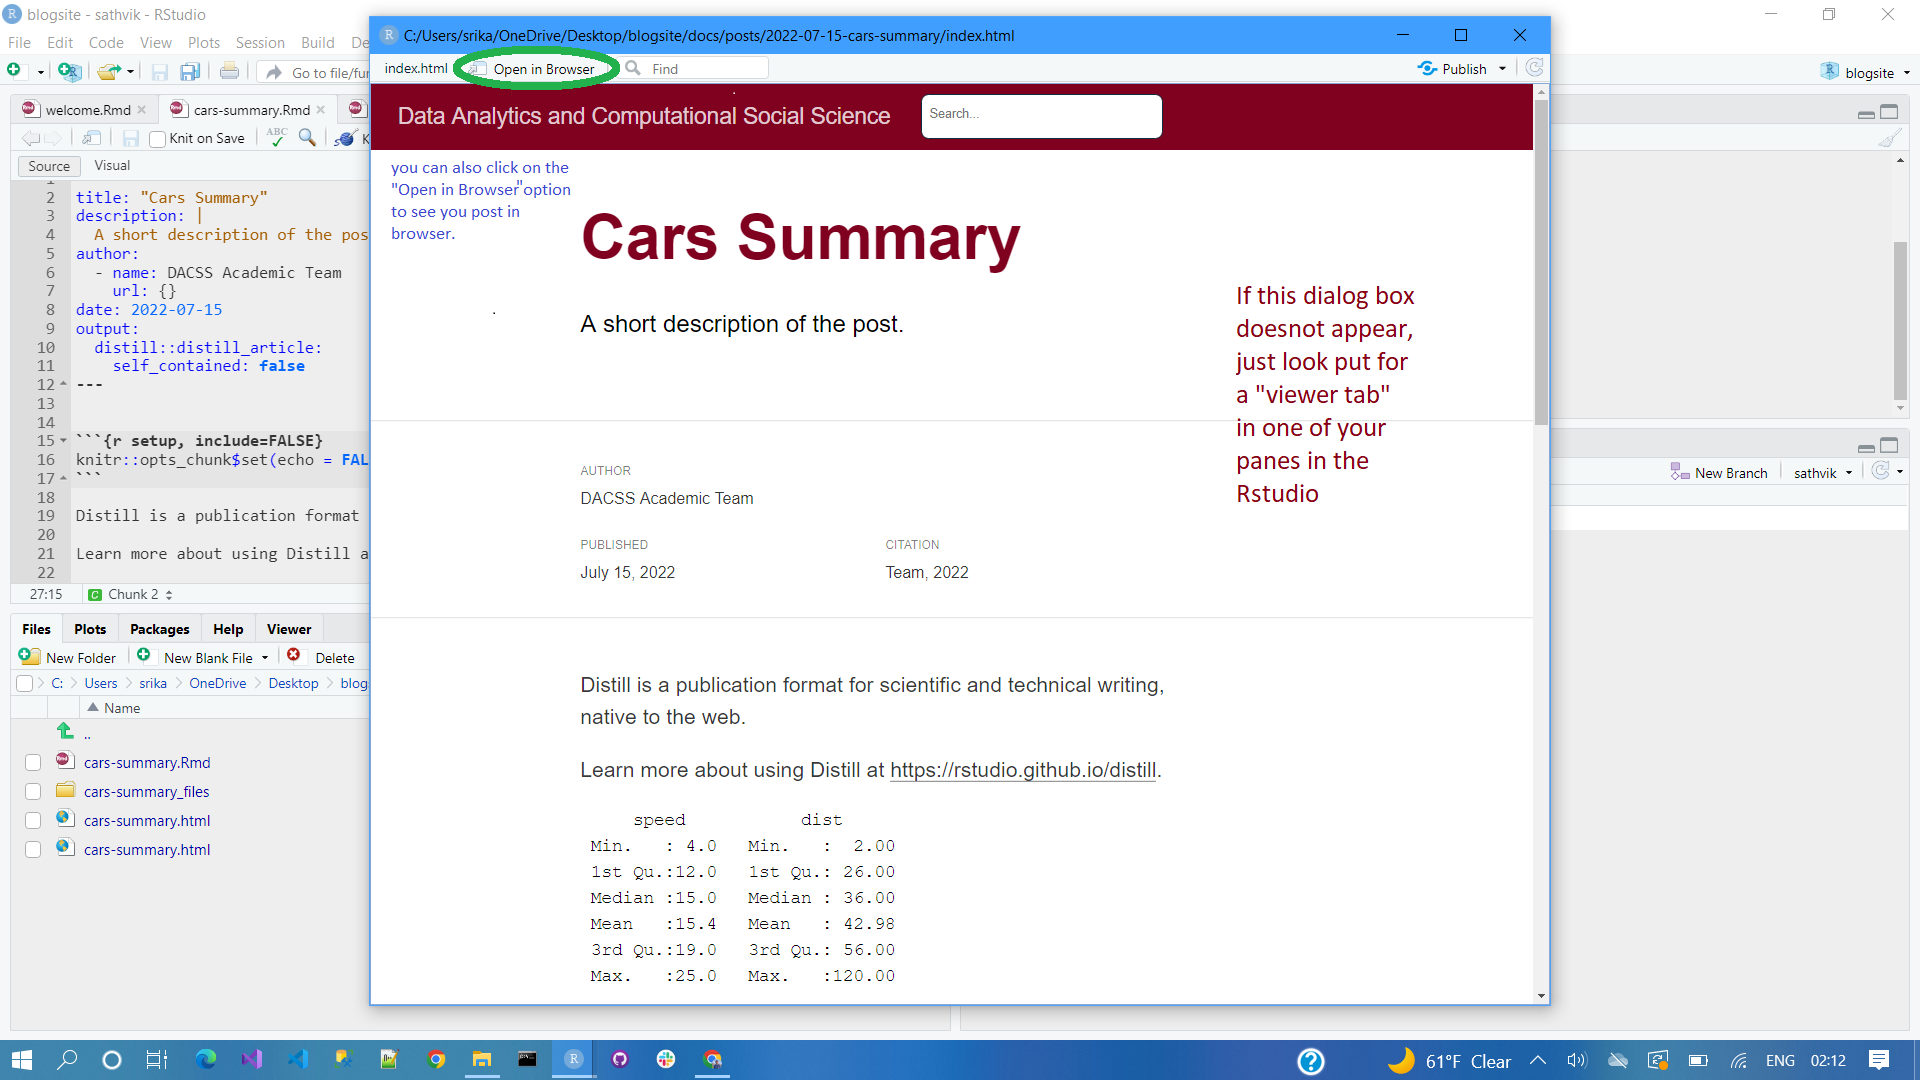 blogsite - sathvik - RStudio
File Edit Code View Plots Session Build De
Go to file/fun
blogsite
welcome.Rmd
cars-summary.Rmd
Knit on Save
ABC
K
Source Visual
1
2 title: "Cars Summary"
3 description: |
4 A short description of the pos
5 author:
6 - name: DACSS Academic Team
7 url: {}
8 date: 2022-07-15
9 output:
10 distill::distill_article:
11 self_contained: false
12 ---
13
14
15 ```{r setup, include=FALSE}
16 knitr::opts_chunk$set(echo = FAL
17 ```
18
19 Distill is a publication format
20
21 Learn more about using Distill a
22
27:15 Chunk 2
Files Plots Packages Help Viewer
New Folder New Blank File Delete
C: Users srika OneDrive Desktop blog
Name
..
cars-summary.Rmd
cars-summary_files
cars-summary.html
cars-summary.html
C:/Users/srika/OneDrive/Desktop/blogsite/docs/posts/2022-07-15-cars-summary/index.html
index.html Open in Browser Find Publish
Data Analytics and Computational Social Science
Search...
you can also click on the
"Open in Browser"option
to see you post in
browser.
Cars Summary
A short description of the post.
If this dialog box
doesnot appear,
just look put for
a "viewer tab"
in one of your
panes in the
Rstudio
AUTHOR
DACSS Academic Team
PUBLISHED CITATION
July 15, 2022 Team, 2022
Distill is a publication format for scientific and technical writing,
native to the web.
Learn more about using Distill at https://rstudio.github.io/distill.
speed dist
Min. : 4.0 Min. : 2.00
1st Qu.:12.0 1st Qu.: 26.00
Median :15.0 Median : 36.00
Mean :15.4 Mean : 42.98
3rd Qu.:19.0 3rd Qu.: 56.00
Max. :25.0 Max. :120.00
New Branch sathvik
61°F Clear ENG 02:12